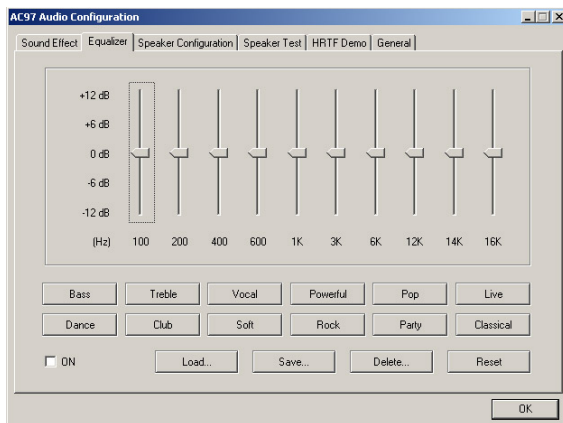 AC97 Audio Configuration
Sound Effect Equalizer Speaker Configuration Speaker Test HRTF Demo General
+12 dB
+6 dB
0 dB
-6 dB
-12 dB
(Hz) 100 200 400 600 1K 3K 6K 12K 14K 16K
Bass Treble Vocal Powerful Pop Live
Dance Club Soft Rock Party Classical
ON Load... Save... Delete... Reset
OK